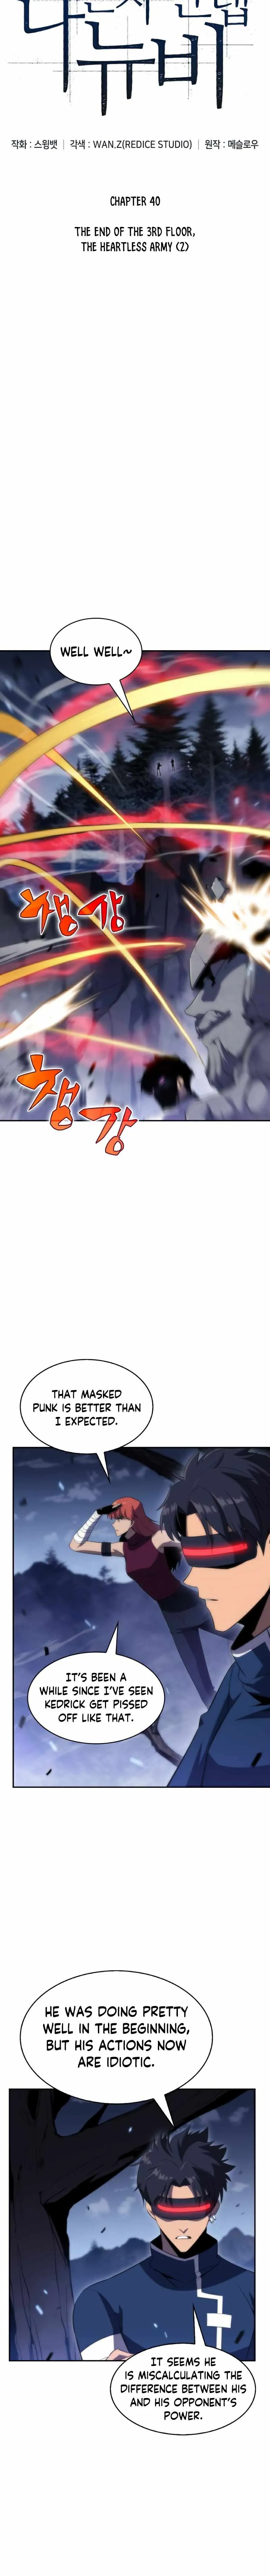 뉴비
작화 : 스윙뱃 | 각색 : WAN.Z(REDICE STUDIO) | 원작 : 메슬로우
CHAPTER 40
THE END OF THE 3RD FLOOR,
THE HEARTLESS ARMY (2)
WELL WELL~
챙강
챙강
THAT MASKED
PUNK IS BETTER THAN
I EXPECTED.
IT'S BEEN A
WHILE SINCE I'VE SEEN
KEDRICK GET PISSED
OFF LIKE THAT.
HE WAS DOING PRETTY
WELL IN THE BEGINNING,
BUT HIS ACTIONS NOW
ARE IDIOTIC.
IT SEEMS HE
IS MISCALCULATING THE
DIFFERENCE BETWEEN HIS
AND HIS OPPONENT'S
POWER.